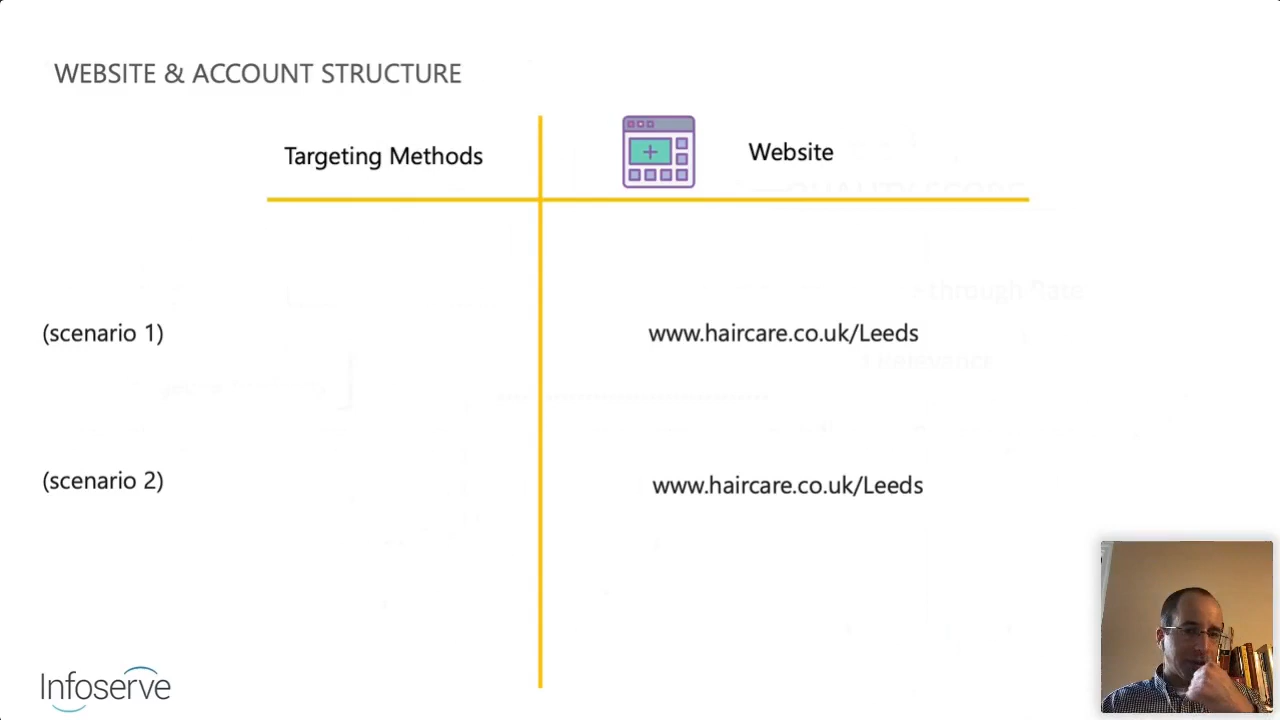 WEBSITE & ACCOUNT STRUCTURE
Targeting Methods
Website
(scenario 1)
www.haircare.co.uk/Leeds
(scenario 2)
www.haircare.co.uk/Leeds
Infoserve